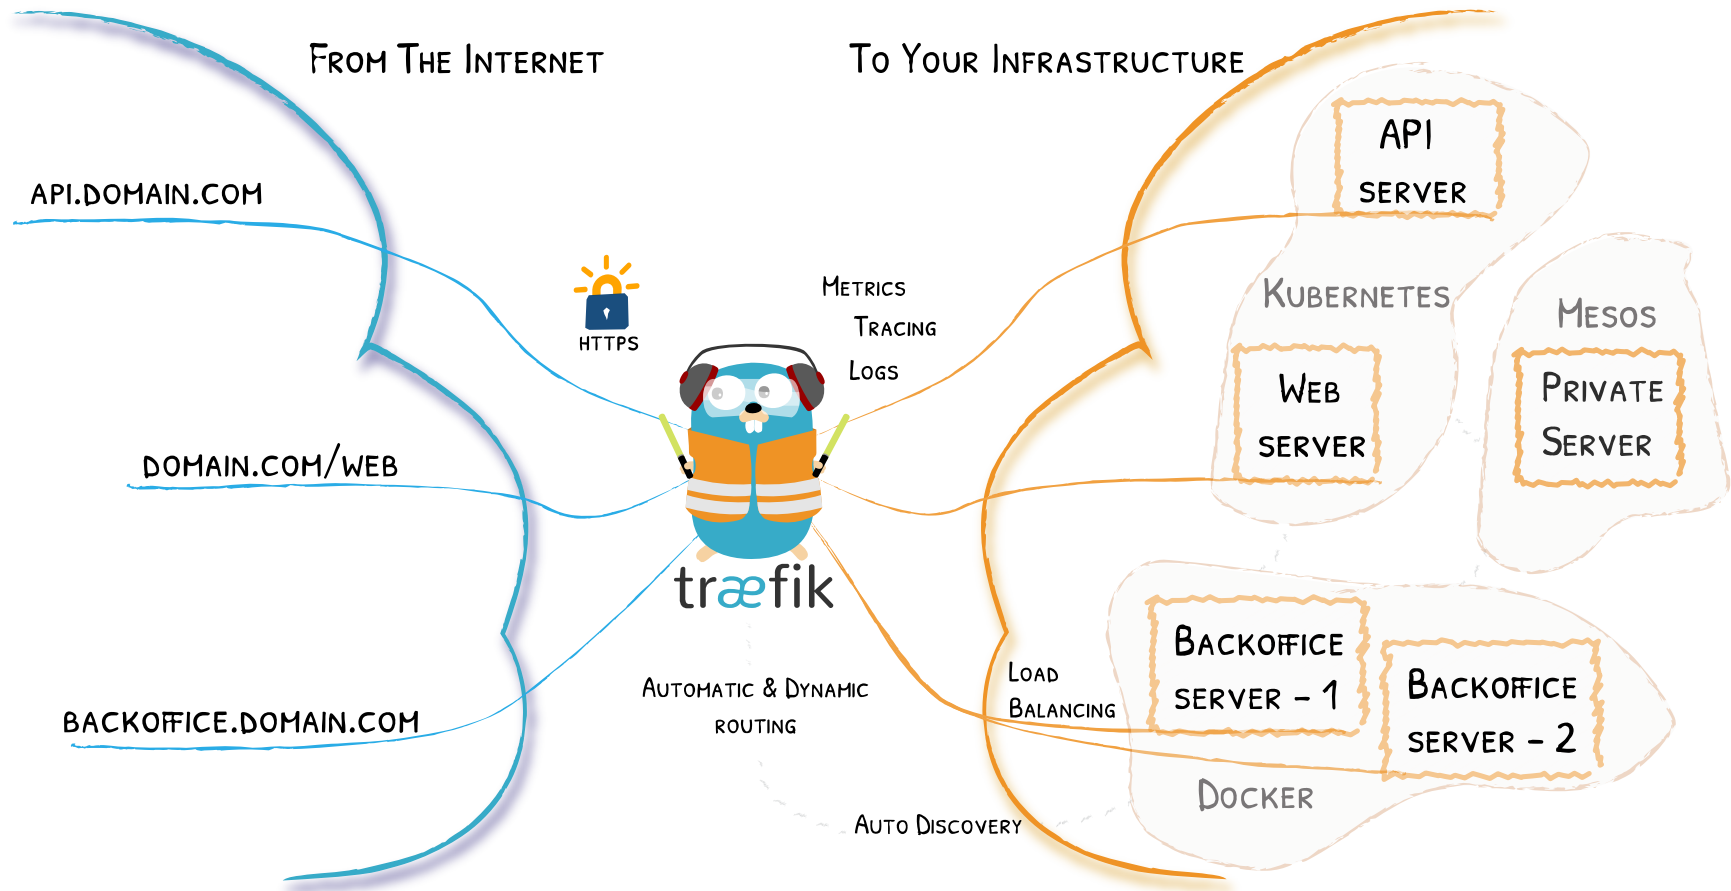 From The Internet
To Your Infrastructure
api.domain.com
API
server
HTTPS
Metrics
Tracing
Logs
Kubernetes
Mesos
Web
server
Private
Server
domain.com/web
træfik
Automatic & Dynamic
routing
Load
Balancing
Backoffice
server - 1
Backoffice
server - 2
backoffice.domain.com
Docker
Auto Discovery